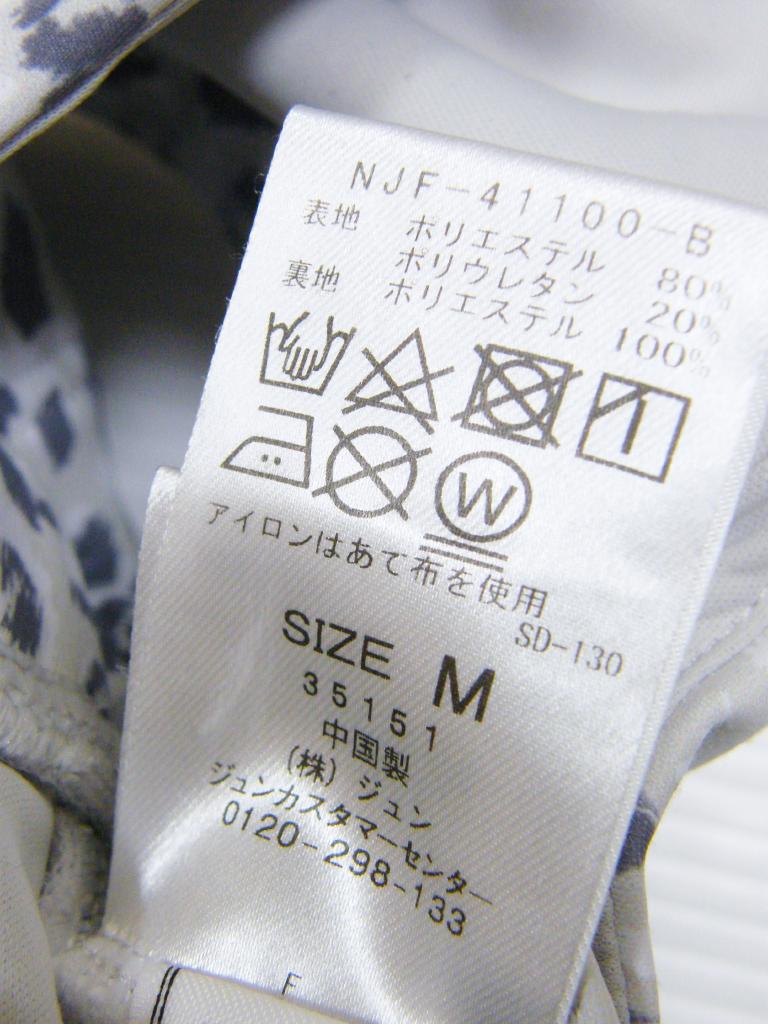 NJF-41100-B
表地 ポリエステル 80%
ポリウレタン 20%
裏地 ポリエステル 100%
W
アイロンはあて布を使用
SD-130
SIZE M
35151
中国製
(株) ジュン
ジュンカスタマーセンター
0120-298-133
F